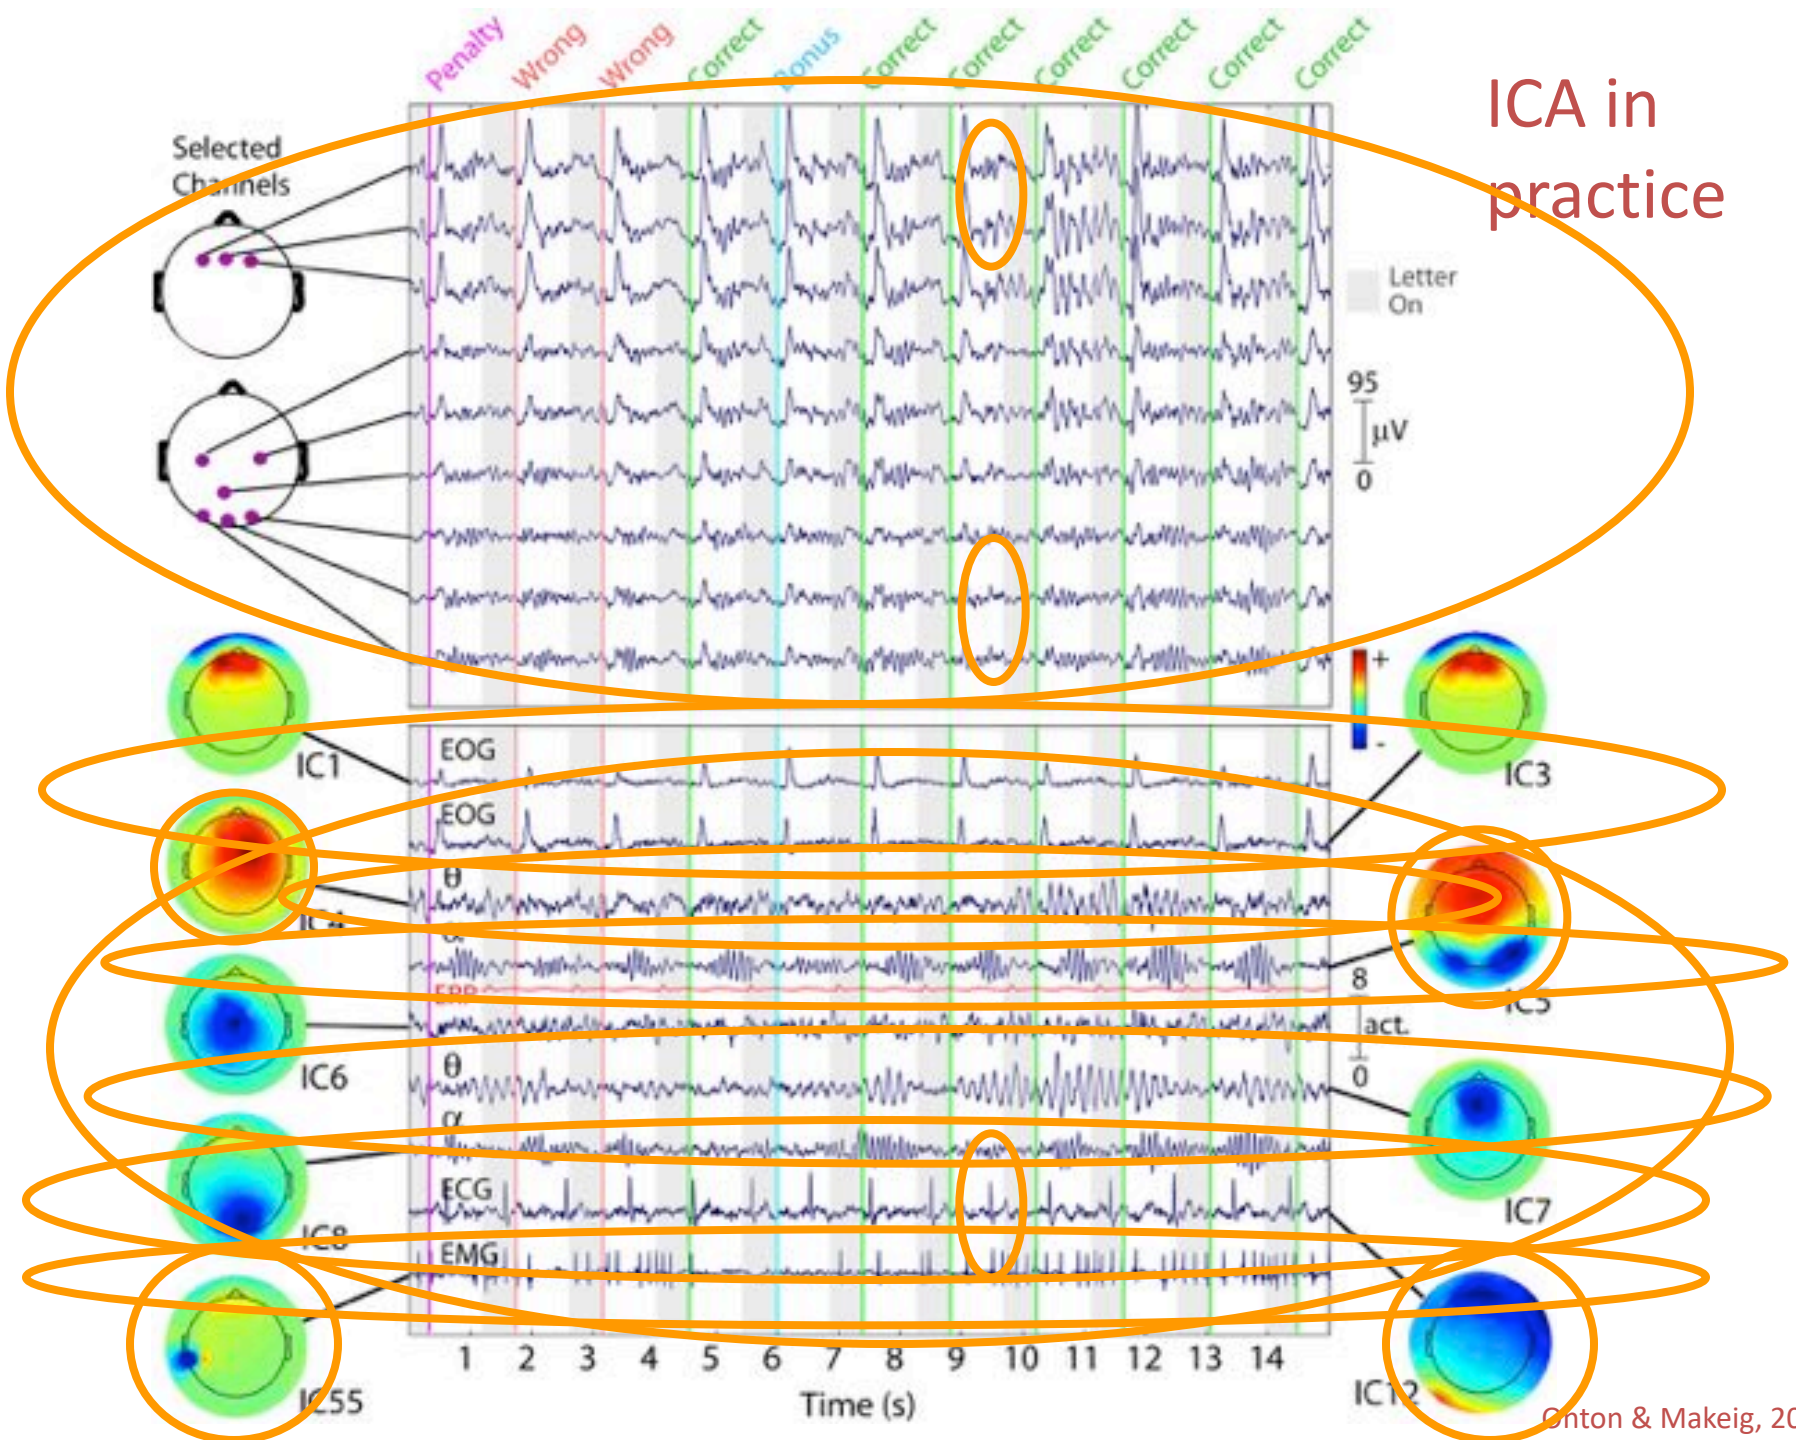 Penalty
Wrong
Wrong
Correct
Bonus
Correct
Correct
Correct
Correct
Correct
Correct
ICA in
practice
Selected
Channels
Letter
On
95
μV
0
+
-
IC1
IC3
EOG
EOG
θ
IC4
α
IC5
ERP
8
act.
0
IC6
θ
IC7
α
IC8
ECG
EMG
IC55
IC12
1 2 3 4 5 6 7 8 9 10 11 12 13 14
Time (s)
Onton & Makeig, 20